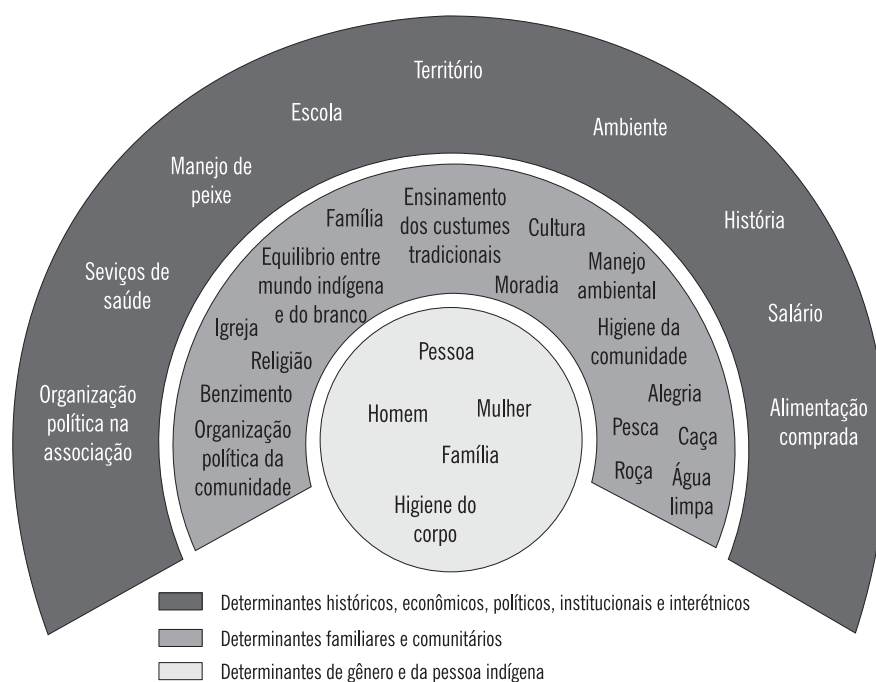 Território
Escola
Ambiente
Manejo de
peixe
História
Seviços de
saúde
Salário
Organização
política na
associação
Alimentação
comprada
Ensinamento
dos custumes
tradicionais
Família
Cultura
Equilibrio entre
mundo indígena
e do branco
Moradia
Manejo
ambiental
Igreja
Higiene da
comunidade
Religião
Benzimento
Alegria
Organização
política da
comunidade
Pesca
Caça
Roça
Água
limpa
Pessoa
Homem
Mulher
Família
Higiene do
corpo
Determinantes históricos, econômicos, políticos, institucionais e interétnicos
Determinantes familiares e comunitários
Determinantes de gênero e da pessoa indígena